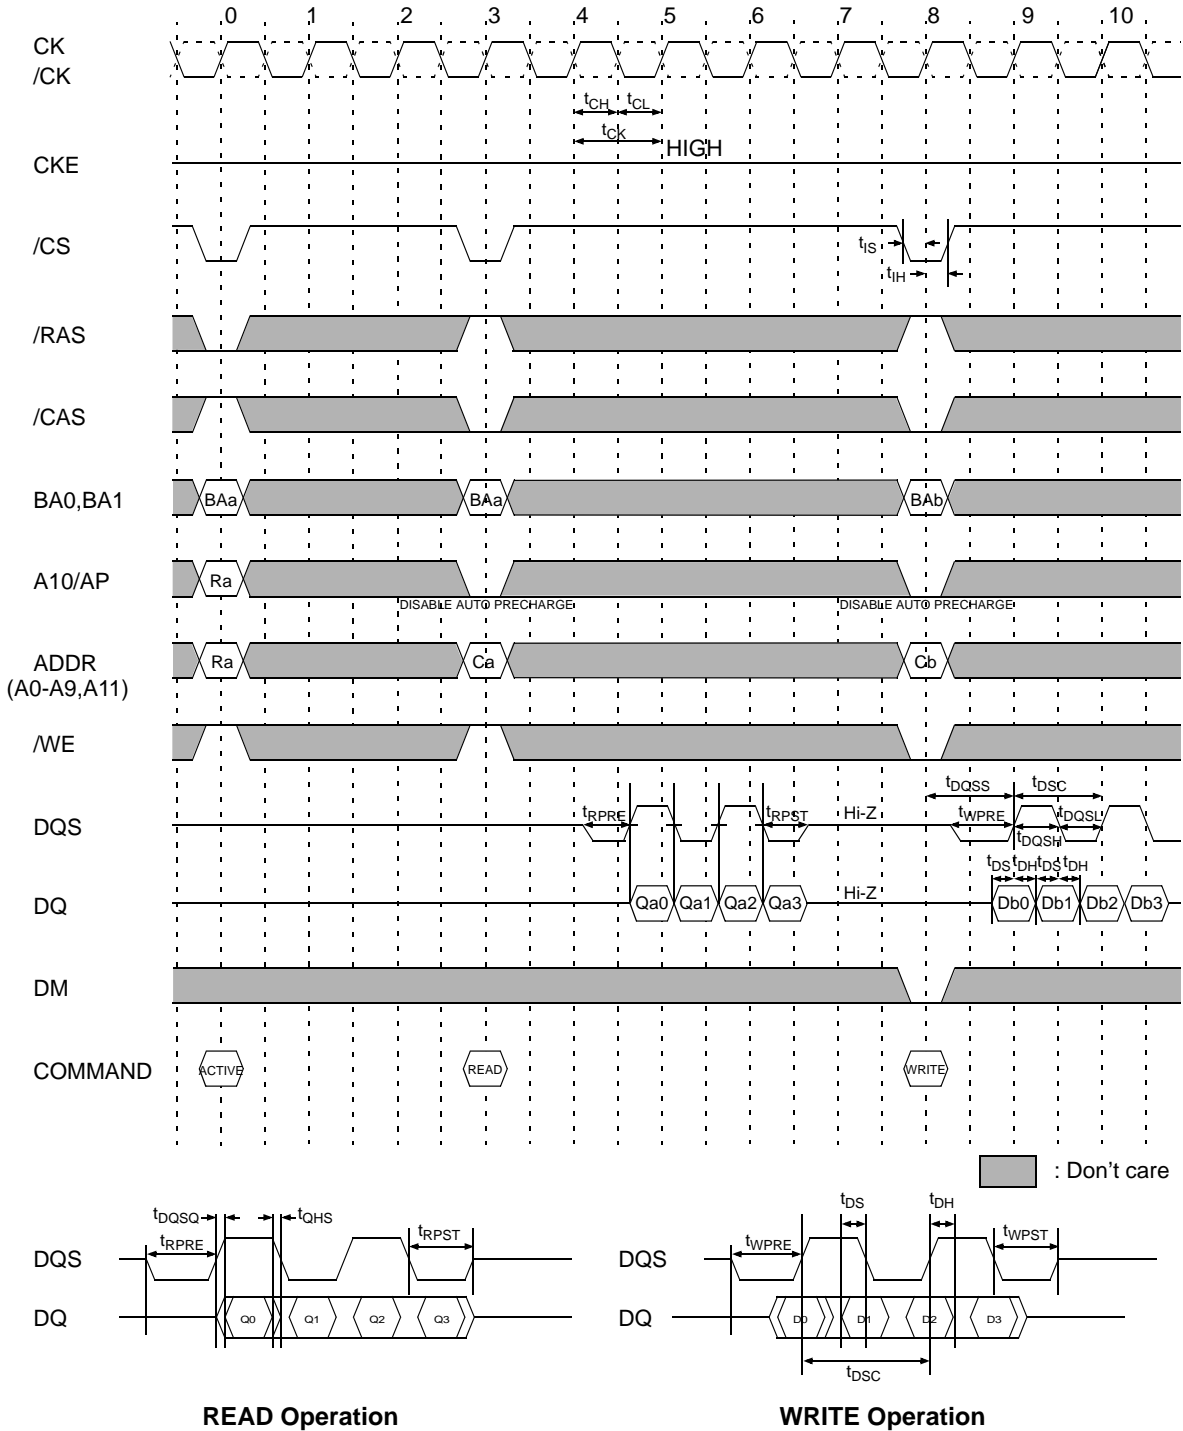 0 1 2 3 4 5 6 7 8 9 10
CK
/CK
tCH tCL
tCK
HIGH
CKE
/CS
tIS
tIH
/RAS
/CAS
BA0,BA1 BAa BAa BAb
A10/AP Ra
DISABLE AUTO PRECHARGE DISABLE AUTO PRECHARGE
ADDR Ra Ca Cb
(A0-A9,A11)
/WE
tDQSS tDSC
DQS tRPRE tRPST Hi-Z tWPRE tDQSL
tDQSH
tDS tDH tDS tDH
DQ Qa0 Qa1 Qa2 Qa3 Hi-Z Db0 Db1 Db2 Db3
DM
COMMAND ACTIVE READ WRITE
: Don't care
tDQSQ tQHS
tRPRE tRPST
DQS
DQ Q0 Q1 Q2 Q3
READ Operation
tDS tDH
tWPRE tWPST
DQS
DQ D0 D1 D2 D3
tDSC
WRITE Operation